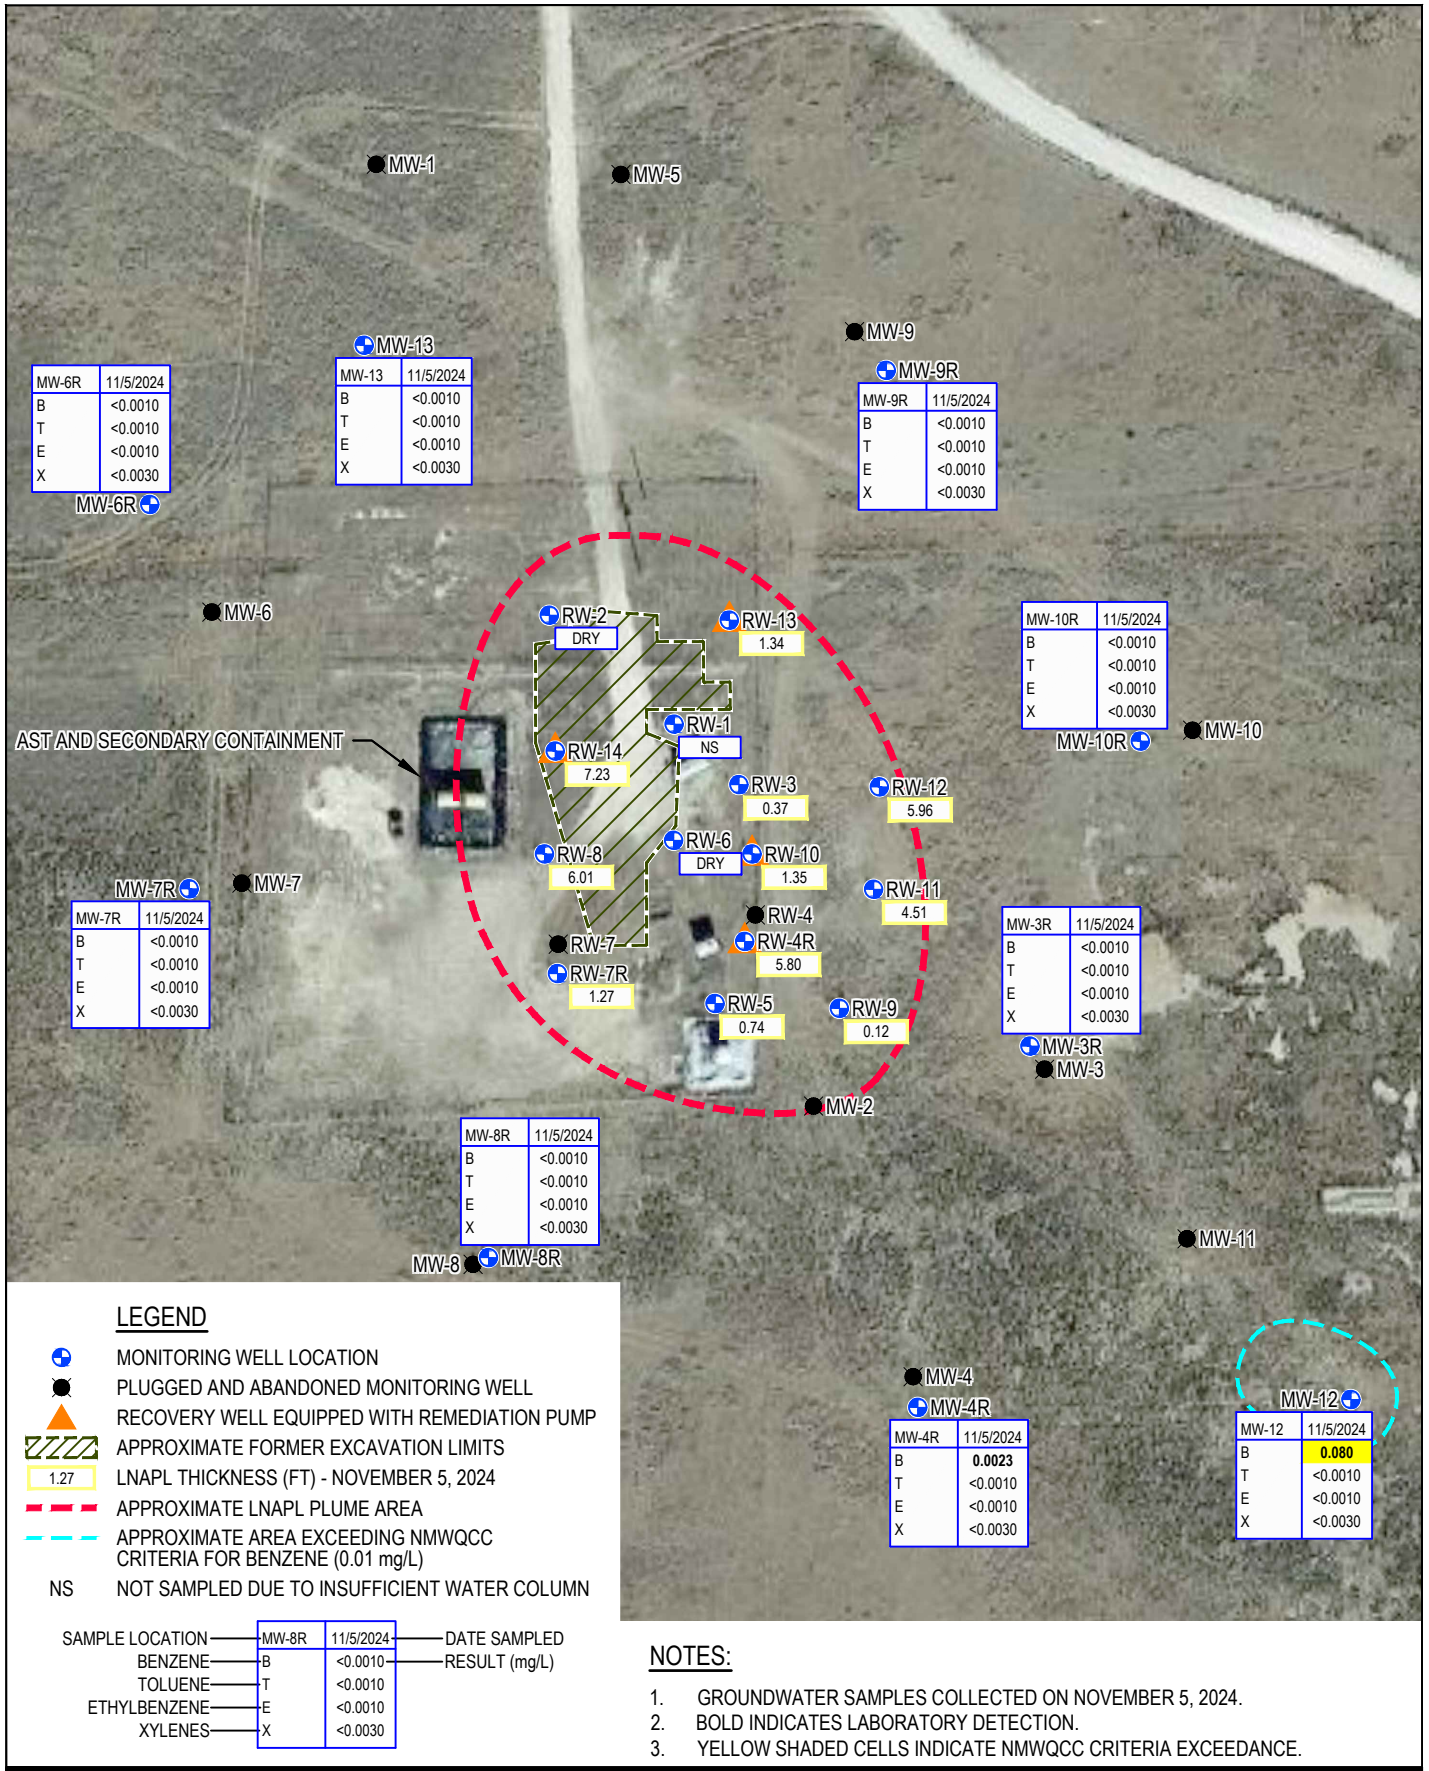 MW-1
MW-5
MW-9
MW-13
MW-13 11/5/2024
B <0.0010
T <0.0010
E <0.0010
X <0.0030
MW-6R 11/5/2024
B <0.0010
T <0.0010
E <0.0010
X <0.0030
MW-6R
MW-9R
MW-9R 11/5/2024
B <0.0010
T <0.0010
E <0.0010
X <0.0030
MW-6
RW-2
DRY
RW-13
1.34
MW-10R 11/5/2024
B <0.0010
T <0.0010
E <0.0010
X <0.0030
MW-10R
MW-10
AST AND SECONDARY CONTAINMENT
RW-1
NS
RW-14
7.23
RW-3
0.37
RW-12
5.96
RW-6
DRY
RW-8
6.01
RW-10
1.35
RW-11
4.51
MW-7R
MW-7
MW-7R 11/5/2024
B <0.0010
T <0.0010
E <0.0010
X <0.0030
RW-4
RW-4R
5.80
RW-7
RW-7R
1.27
RW-5
0.74
RW-9
0.12
MW-3R 11/5/2024
B <0.0010
T <0.0010
E <0.0010
X <0.0030
MW-3R
MW-3
MW-2
MW-8R 11/5/2024
B <0.0010
T <0.0010
E <0.0010
X <0.0030
MW-8
MW-8R
MW-11
MW-4
MW-4R
MW-4R 11/5/2024
B 0.0023
T <0.0010
E <0.0010
X <0.0030
MW-12
MW-12 11/5/2024
B 0.080
T <0.0010
E <0.0010
X <0.0030
LEGEND
MONITORING WELL LOCATION
PLUGGED AND ABANDONED MONITORING WELL
RECOVERY WELL EQUIPPED WITH REMEDIATION PUMP
APPROXIMATE FORMER EXCAVATION LIMITS
1.27 LNAPL THICKNESS (FT) - NOVEMBER 5, 2024
APPROXIMATE LNAPL PLUME AREA
APPROXIMATE AREA EXCEEDING NMWQCC
CRITERIA FOR BENZENE (0.01 mg/L)
NS NOT SAMPLED DUE TO INSUFFICIENT WATER COLUMN
SAMPLE LOCATION MW-8R 11/5/2024 DATE SAMPLED
BENZENE B <0.0010 RESULT (mg/L)
TOLUENE T <0.0010
ETHYLBENZENE E <0.0010
XYLENES X <0.0030
NOTES:
1. GROUNDWATER SAMPLES COLLECTED ON NOVEMBER 5, 2024.
2. BOLD INDICATES LABORATORY DETECTION.
3. YELLOW SHADED CELLS INDICATE NMWQCC CRITERIA EXCEEDANCE.